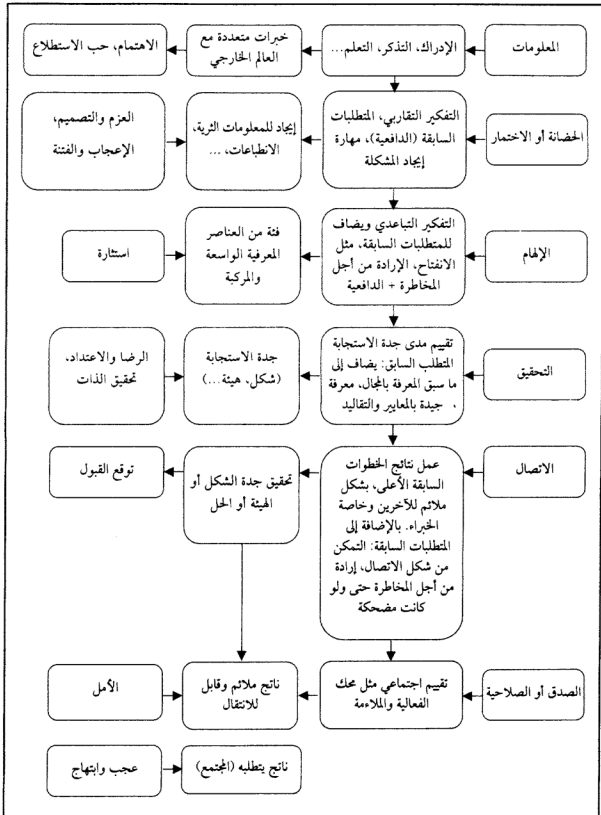 المعلومات
الإدراك، التذكر، التعلم...
خبرات متعددة مع
العالم الخارجي
الاهتمام، حب الاستطلاع
الحضانة أو الاختمار
التفكير التقاربي، المتطلبات
السابقة (الدافعية)، مهارة
إيجاد المشكلة
إيجاد للمعلومات الثرية،
الانطباعات، ...
العزم والتصميم،
الإعجاب والفتنة
الإلهام
التفكير التباعدي ويضاف
للمتطلبات السابقة، مثل
الانفتاح، الإرادة من أجل
المخاطرة + الدافعية
فئة من العناصر
المعرفية الواسعة
والمركبة
استثارة
التحقيق
تقييم مدى جدة الاستجابة
المتطلب السابق: يضاف إلى
ما سبق المعرفة بالمجال، معرفة
جيدة بالمعايير والتقاليد
جدة الاستجابة
(شكل، هيئة...)
الرضا والاعتداد،
تحقيق الذات
الاتصال
عمل نتائج الخطوات
السابقة الأعلى، بشكل
ملائم للآخرين وخاصة
الخبراء. بالإضافة إلى
المتطلبات السابقة: التمكن
من شكل الاتصال، إرادة
من أجل المخاطرة حتى ولو
كانت مضحكة
تحقيق جدة الشكل أو
الهيئة أو الحل
توقع القبول
الصدق أو الصلاحية
تقييم اجتماعي مثل محك
الفعالية والملاءمة
ناتج ملائم وقابل
للانتقال
الأمل
ناتج يتطلبه (المجتمع)
عجب وابتهاج